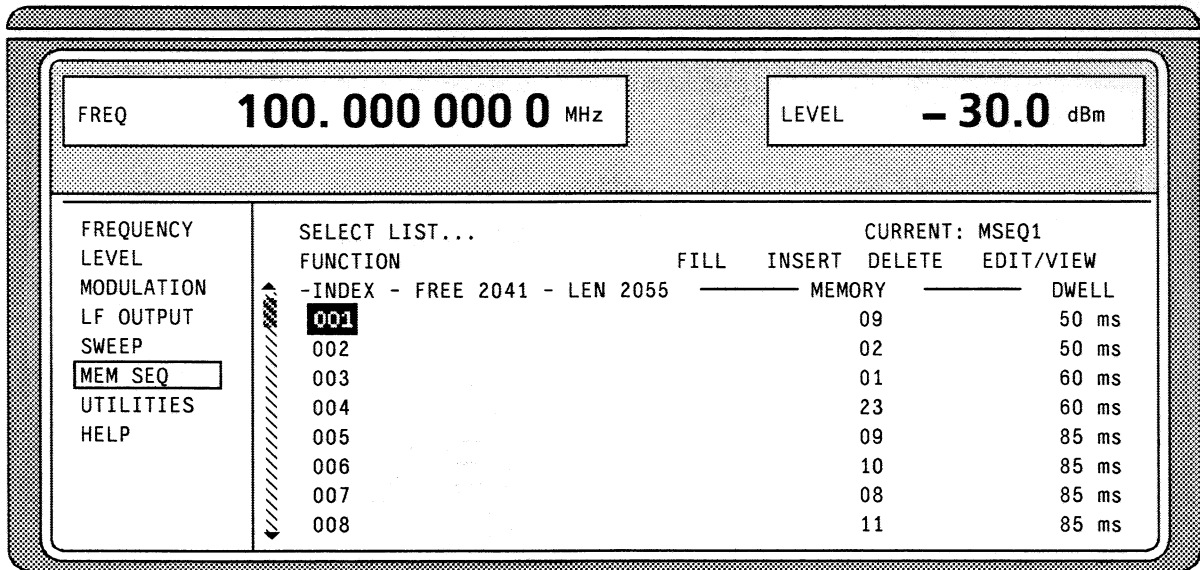 FREQ 100. 000 000 0 MHz LEVEL – 30.0 dBm
FREQUENCY
LEVEL
MODULATION
LF OUTPUT
SWEEP
MEM SEQ
UTILITIES
HELP
SELECT LIST... CURRENT: MSEQ1
FUNCTION FILL INSERT DELETE EDIT/VIEW
-INDEX - FREE 2041 - LEN 2055 MEMORY DWELL
001 09 50 ms
002 02 50 ms
003 01 60 ms
004 23 60 ms
005 09 85 ms
006 10 85 ms
007 08 85 ms
008 11 85 ms